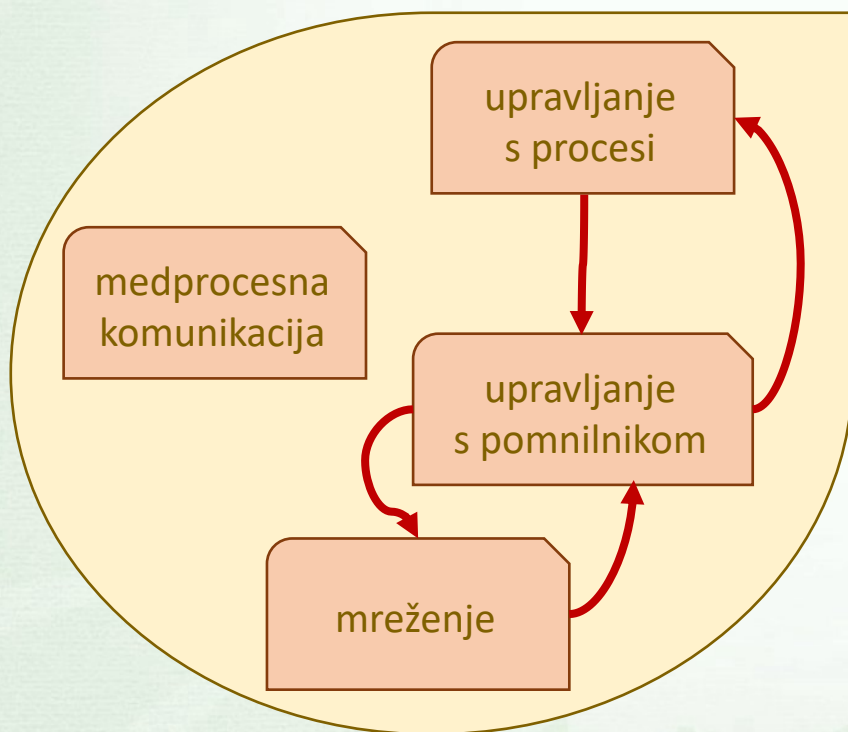 upravljanje
s procesi
medprocesna
komunikacija
upravljanje
s pomnilnikom
mreženje